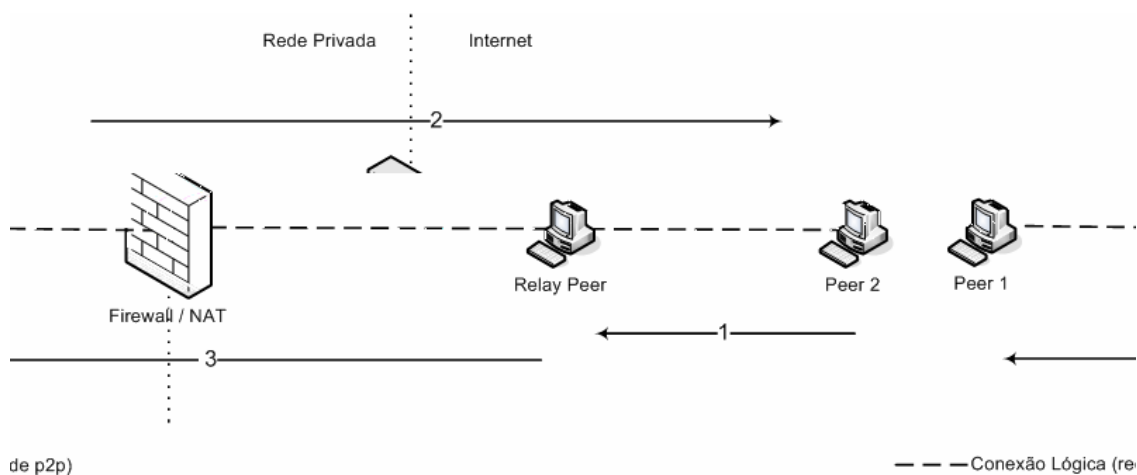 Rede Privada
Internet
2
Relay Peer
Peer 2
Peer 1
Firewall / NAT
1
3
de p2p)
Conexão Lógica (re